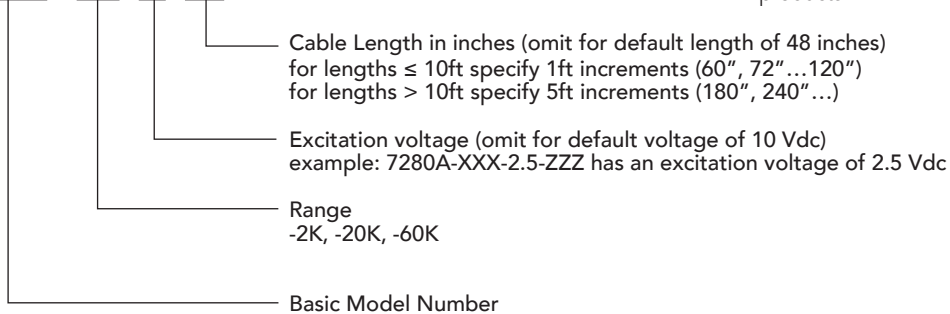 products
Cable Length in inches (omit for default length of 48 inches)
for lengths ≤ 10ft specify 1ft increments (60”, 72”…120”)
for lengths > 10ft specify 5ft increments (180”, 240”…)
Excitation voltage (omit for default voltage of 10 Vdc)
example: 7280A-XXX-2.5-ZZZ has an excitation voltage of 2.5 Vdc
Range
-2K, -20K, -60K
Basic Model Number